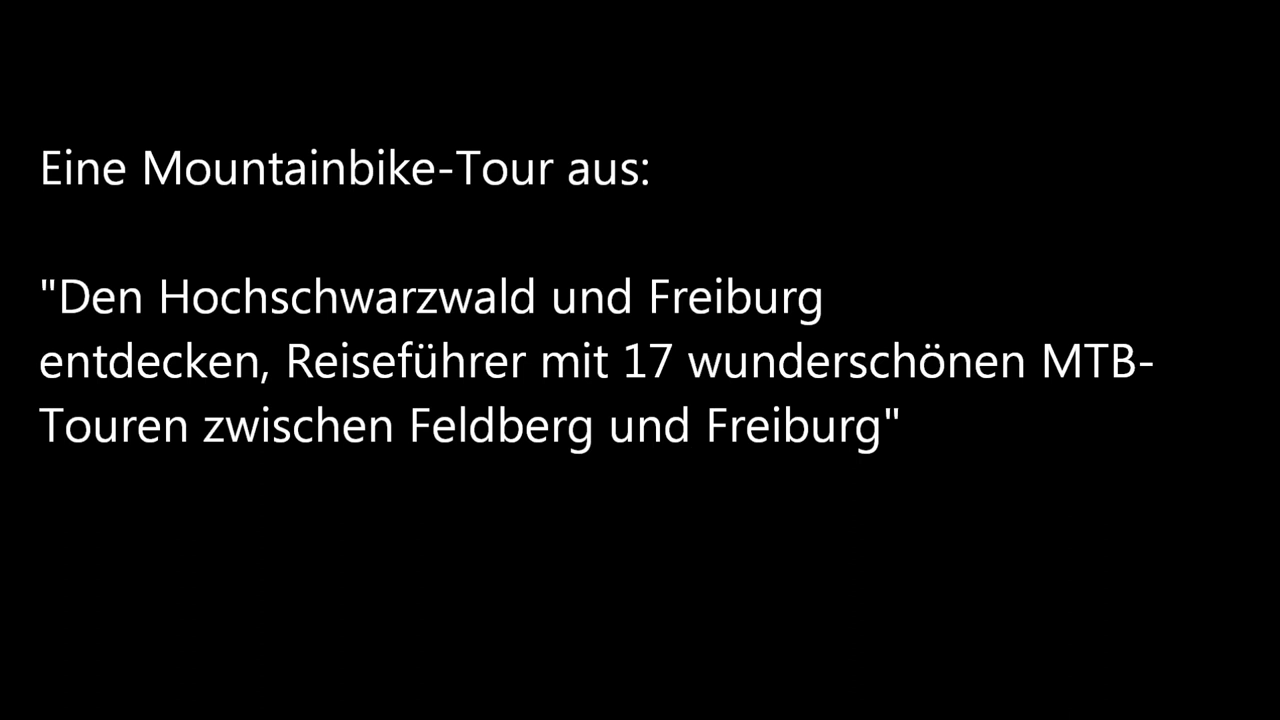 Eine Mountainbike-Tour aus:
"Den Hochschwarzwald und Freiburg
entdecken, Reiseführer mit 17 wunderschönen MTB-
Touren zwischen Feldberg und Freiburg"